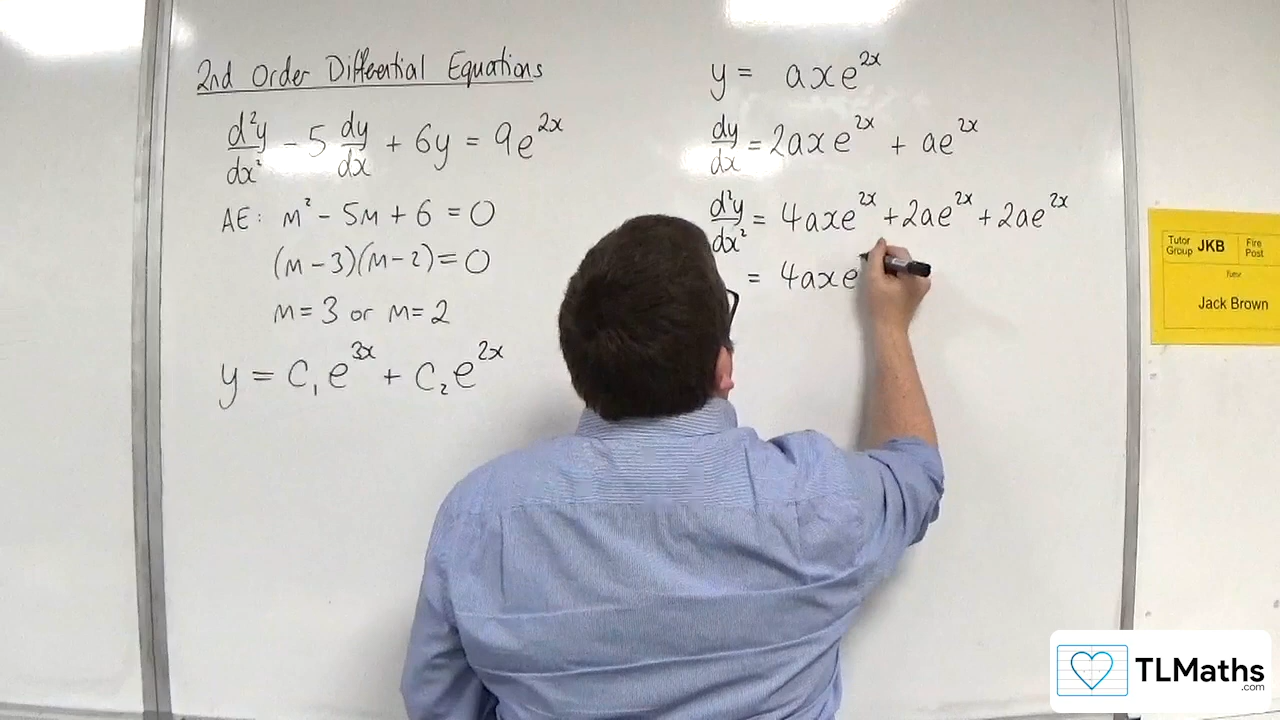 2nd Order Differential Equations
d²y/dx² - 5 dy/dx + 6y = 9e^2x
AE: m² - 5m + 6 = 0
(m - 3)(m - 2) = 0
m = 3 or m = 2
y = C₁e^3x + C₂e^2x
y = axe^2x
dy/dx = 2axe^2x + ae^2x
d²y/dx² = 4axe^2x + 2ae^2x + 2ae^2x
= 4axe
Tutor Group JKB
Fire Post
Jack Brown
TLMaths
.com